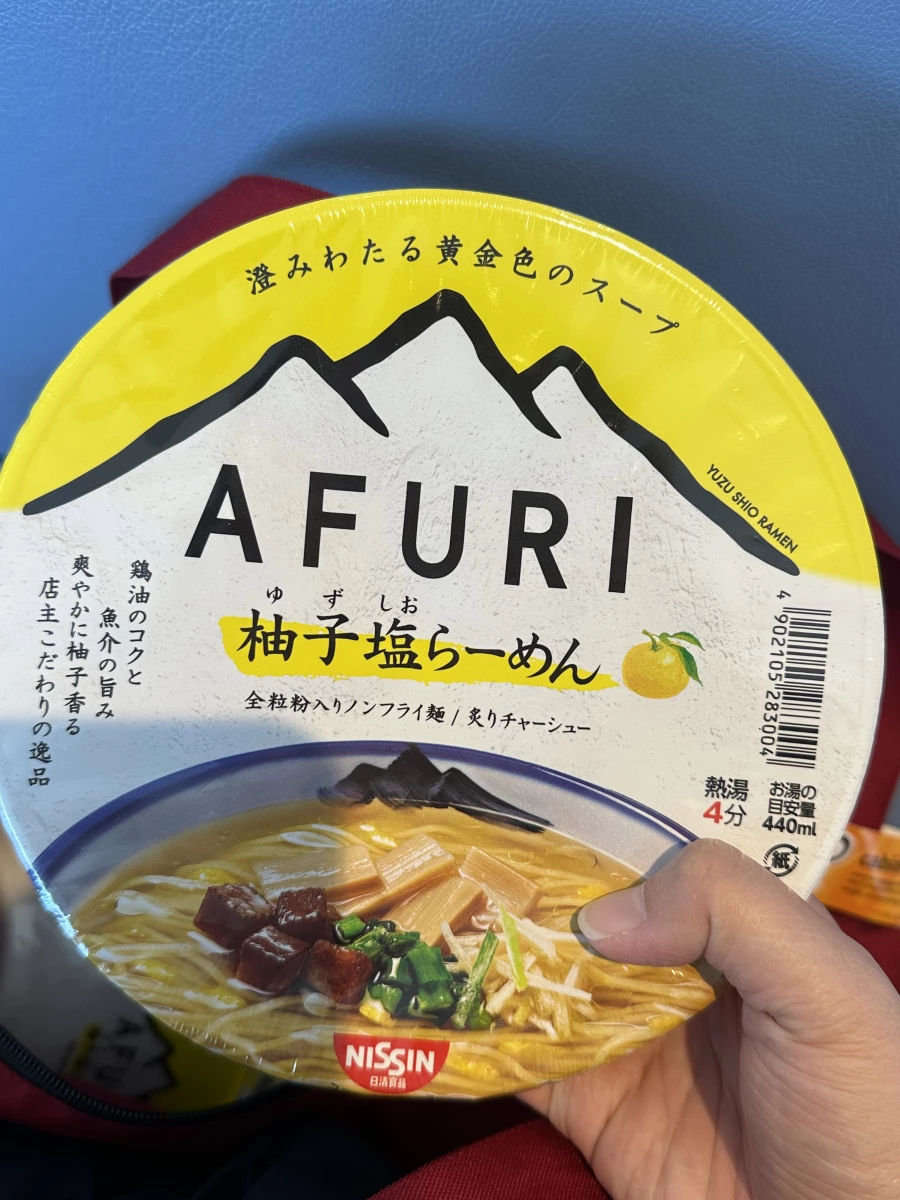 澄みわたる黄金色のスープ
AFURI
YUZU SHIO RAMEN
ゆず しお
柚子塩らーめん
全粒粉入りノンフライ麺 / 炙りチャーシュー
鶏油のコクと
魚介の旨み
爽やかに柚子香る
店主こだわりの逸品
4 902105 283004
熱湯
4分
お湯の
目安量
440ml
紙
NISSIN
日清食品
AFURI